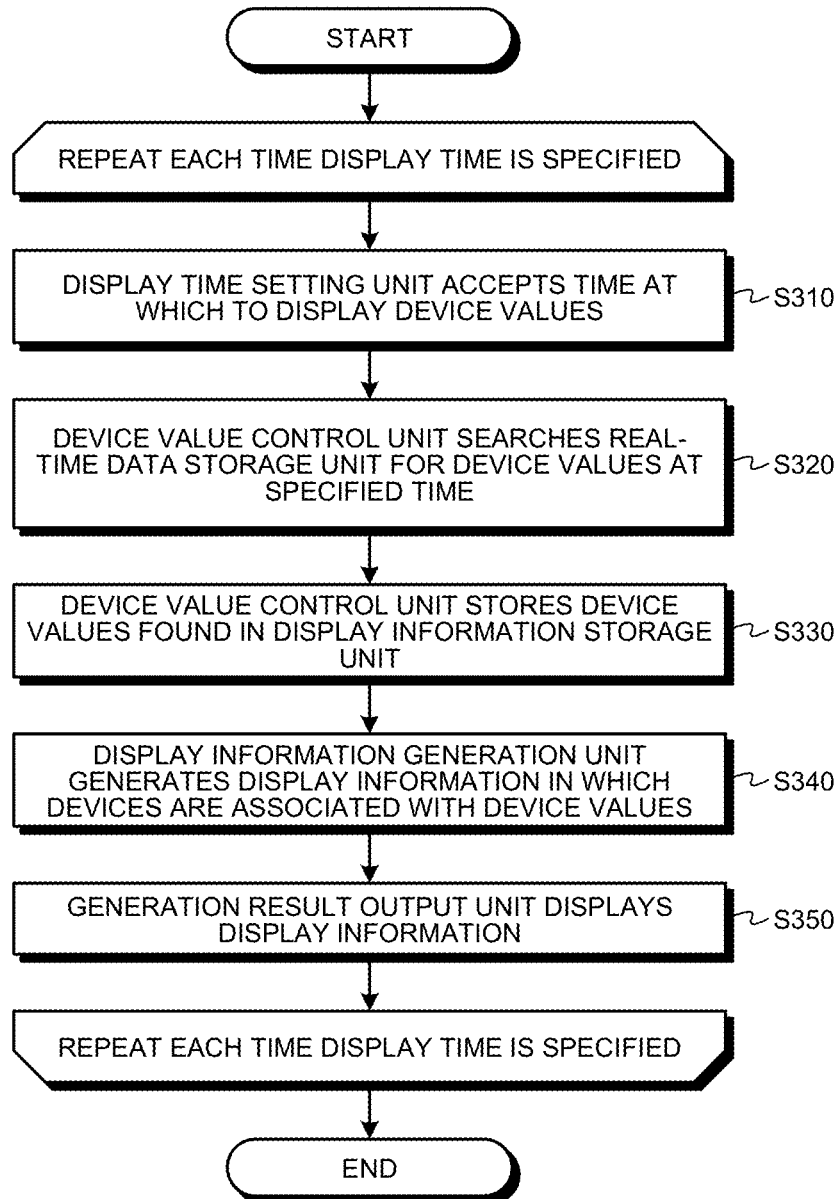 START
REPEAT EACH TIME DISPLAY TIME IS SPECIFIED
DISPLAY TIME SETTING UNIT ACCEPTS TIME AT
WHICH TO DISPLAY DEVICE VALUES
S310
DEVICE VALUE CONTROL UNIT SEARCHES REAL-
TIME DATA STORAGE UNIT FOR DEVICE VALUES AT
SPECIFIED TIME
S320
DEVICE VALUE CONTROL UNIT STORES DEVICE
VALUES FOUND IN DISPLAY INFORMATION STORAGE
UNIT
S330
DISPLAY INFORMATION GENERATION UNIT
GENERATES DISPLAY INFORMATION IN WHICH
DEVICES ARE ASSOCIATED WITH DEVICE VALUES
S340
GENERATION RESULT OUTPUT UNIT DISPLAYS
DISPLAY INFORMATION
S350
REPEAT EACH TIME DISPLAY TIME IS SPECIFIED
END